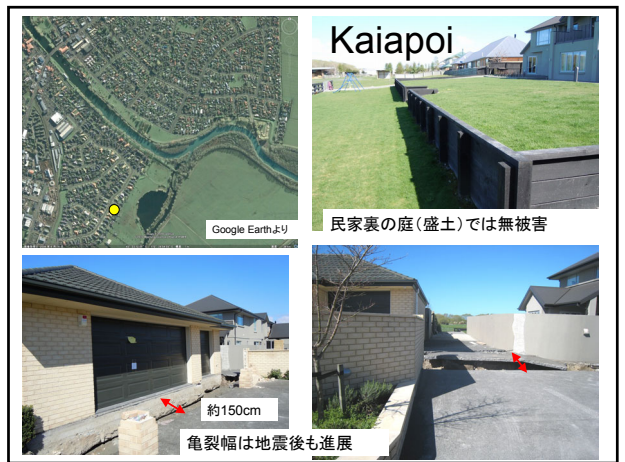 Kaiapoi
Google Earthより
民家裏の庭（盛土）では無被害
約150cm
亀裂幅は地震後も進展